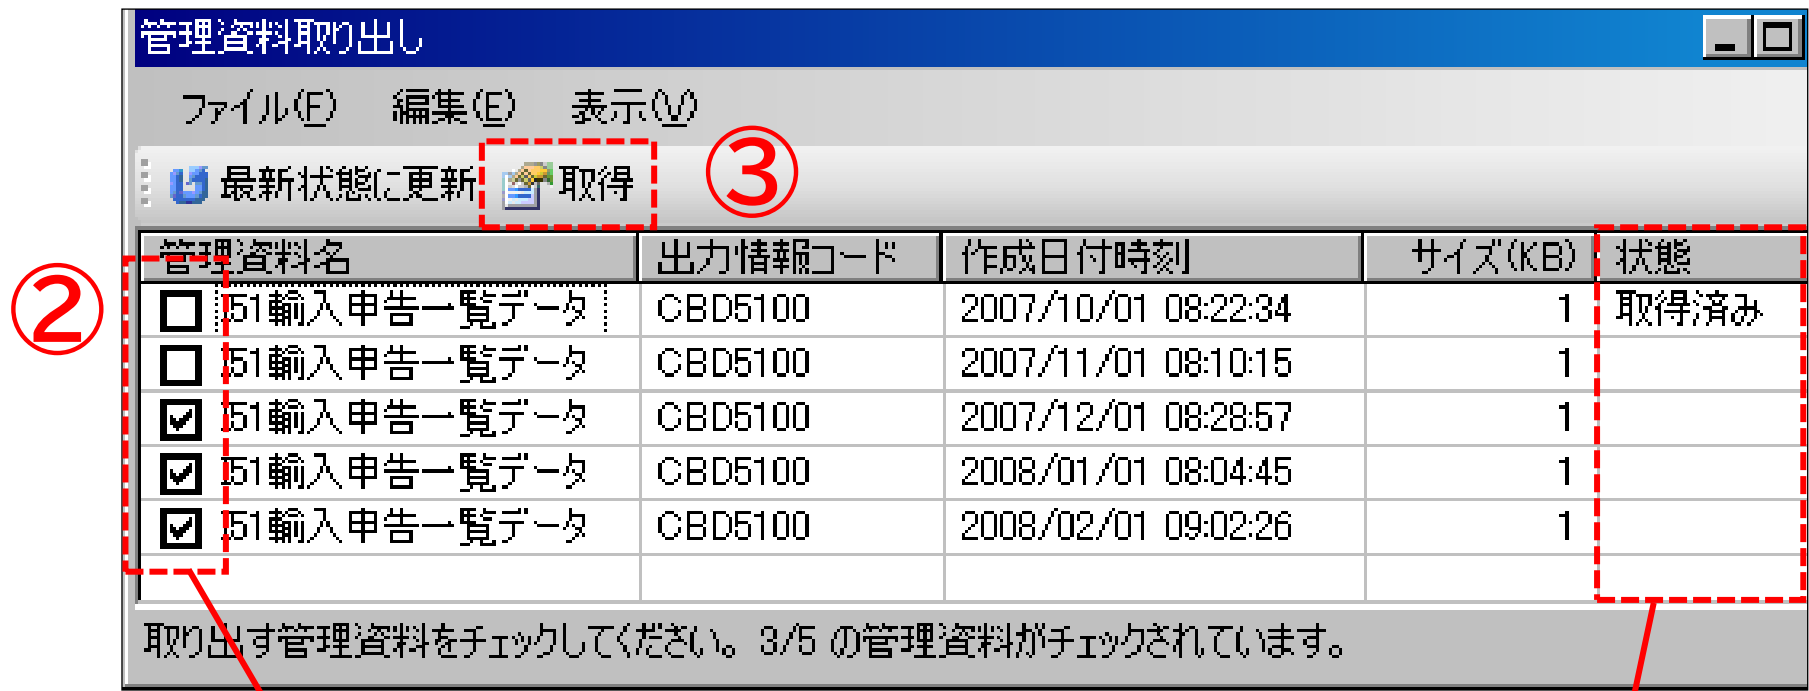 管理資料取り出し
ファイル(F) 編集(E) 表示(V)
最新状態に更新 取得 ③
管理資料名 出力情報コード 作成日付時刻 サイズ(KB) 状態
②
I51輸入申告一覧データ CBD5100 2007/10/01 08:22:34 1 取得済み
I51輸入申告一覧データ CBD5100 2007/11/01 08:10:15 1
I51輸入申告一覧データ CBD5100 2007/12/01 08:28:57 1
I51輸入申告一覧データ CBD5100 2008/01/01 08:04:45 1
I51輸入申告一覧データ CBD5100 2008/02/01 09:02:26 1
取り出す管理資料をチェックしてください。3/5 の管理資料がチェックされています。